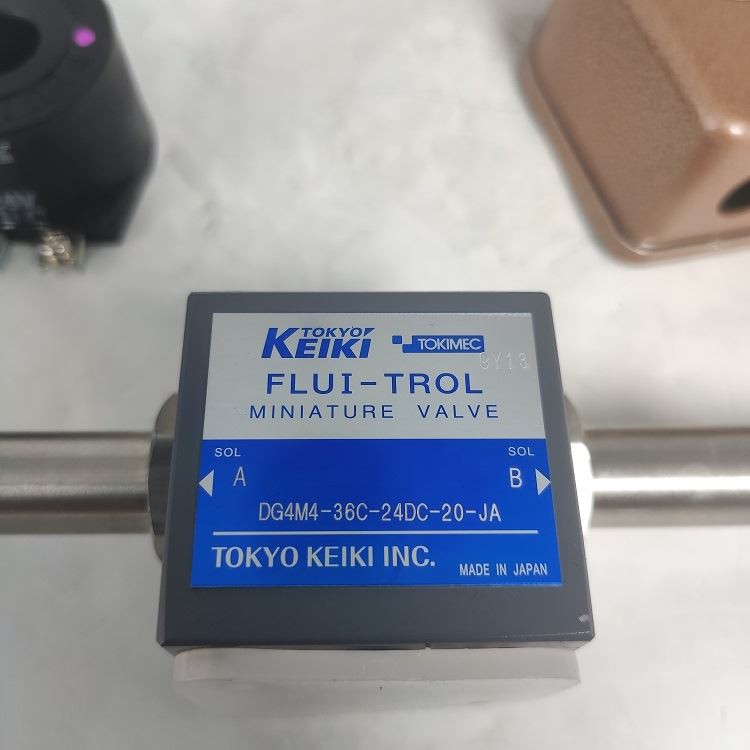 TOKYO
KEIKI TOKIMEC
9Y13
FLUI-TROL
MINIATURE VALVE
SOL SOL
A B
DG4M4-36C-24DC-20-JA
TOKYO KEIKI INC.
MADE IN JAPAN